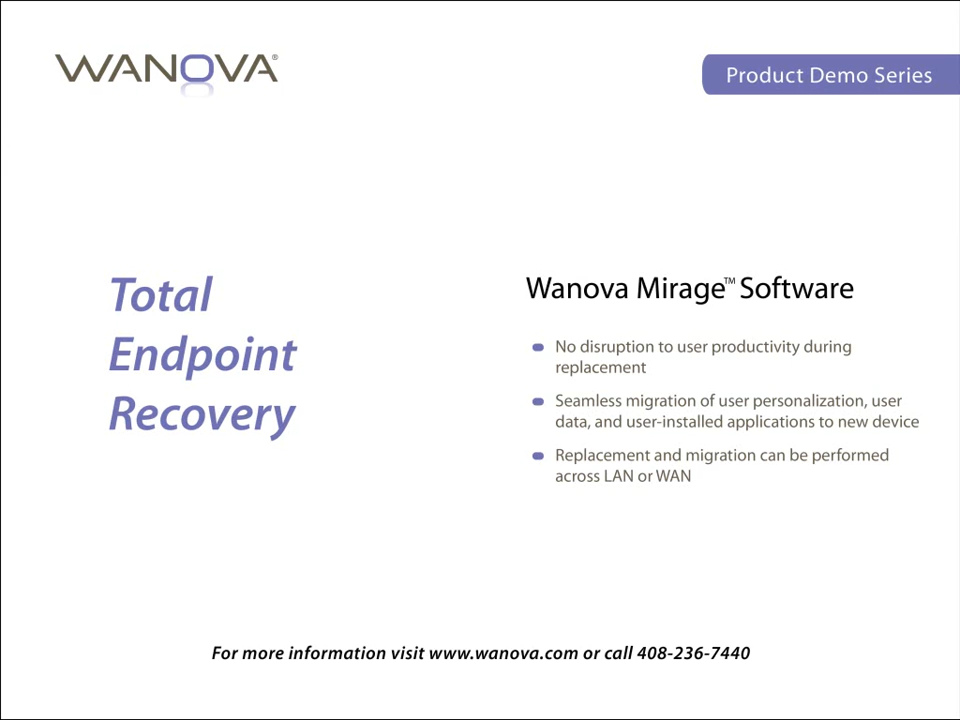 WANOVA®
Product Demo Series
Total
Endpoint
Recovery
Wanova Mirage™ Software
No disruption to user productivity during
replacement
Seamless migration of user personalization, user
data, and user-installed applications to new device
Replacement and migration can be performed
across LAN or WAN
For more information visit www.wanova.com or call 408-236-7440